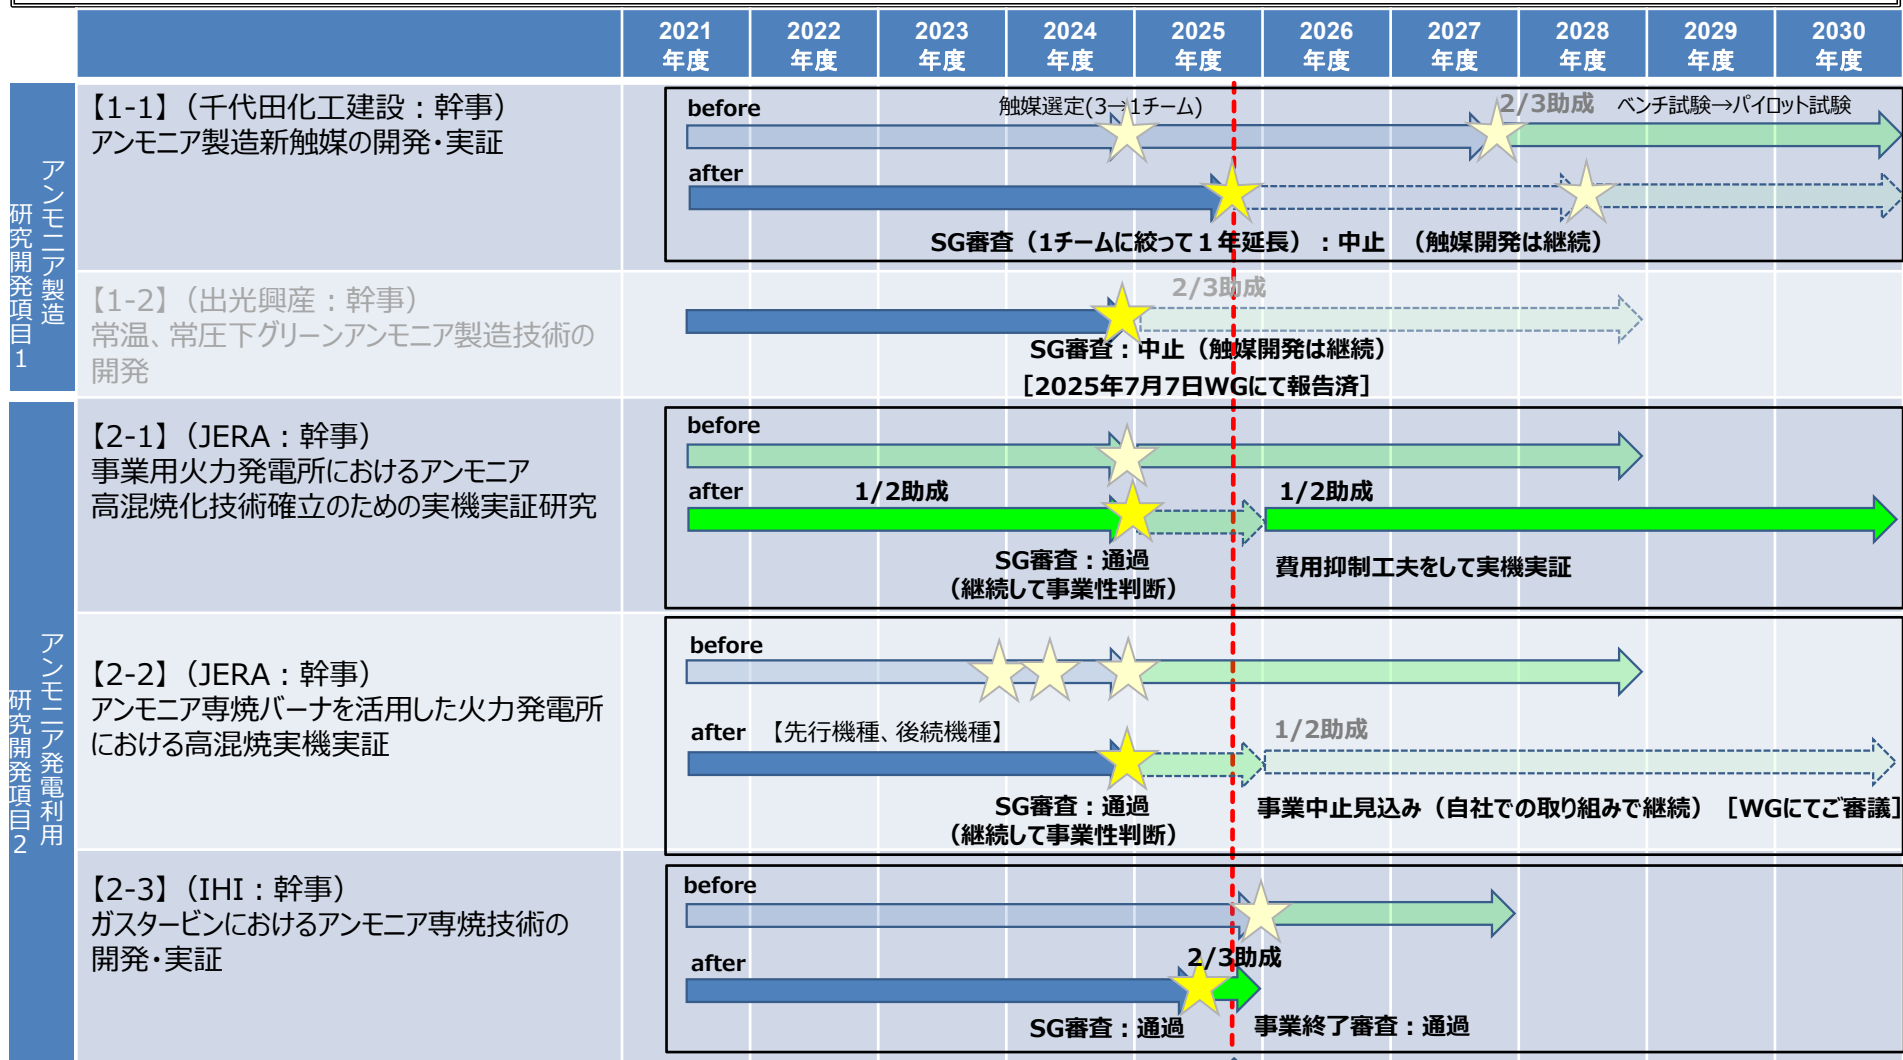 2021
年度
2022
年度
2023
年度
2024
年度
2025
年度
2026
年度
2027
年度
2028
年度
2029
年度
2030
年度
研究開発項目1
アンモニア製造
【1-1】（千代田化工建設：幹事）
アンモニア製造新触媒の開発・実証
before
触媒選定(3→1チーム)
2/3助成
ベンチ試験→パイロット試験
after
SG審査（1チームに絞って１年延長）：中止　（触媒開発は継続）
【1-2】（出光興産：幹事）
常温、常圧下グリーンアンモニア製造技術の
開発
2/3助成
SG審査：中止（触媒開発は継続）
［2025年7月7日WGにて報告済］
研究開発項目2
アンモニア発電利用
【2-1】（JERA：幹事）
事業用火力発電所におけるアンモニア
高混焼化技術確立のための実機実証研究
before
after
1/2助成
1/2助成
SG審査：通過
（継続して事業性判断）
費用抑制工夫をして実機実証
【2-2】（JERA：幹事）
アンモニア専焼バーナを活用した火力発電所
における高混焼実機実証
before
after
【先行機種、後続機種】
1/2助成
SG審査：通過
（継続して事業性判断）
事業中止見込み（自社での取り組みで継続）［WGにてご審議］
【2-3】（IHI：幹事）
ガスタービンにおけるアンモニア専焼技術の
開発・実証
before
after
2/3助成
SG審査：通過
事業終了審査：通過